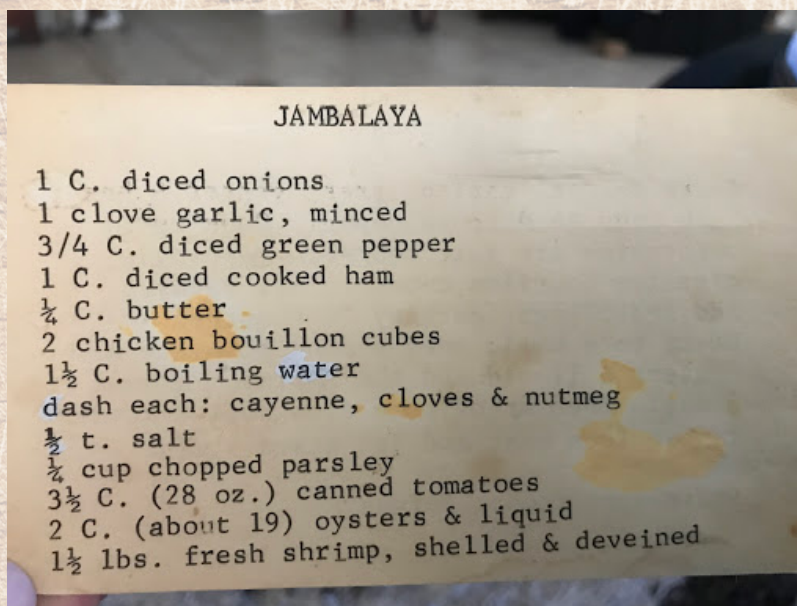 JAMBALAYA
1 C. diced onions
1 clove garlic, minced
3/4 C. diced green pepper
1 C. diced cooked ham
¼ C. butter
2 chicken bouillon cubes
1½ C. boiling water
dash each: cayenne, cloves & nutmeg
½ t. salt
¼ cup chopped parsley
3½ C. (28 oz.) canned tomatoes
2 C. (about 19) oysters & liquid
1½ lbs. fresh shrimp, shelled & deveined